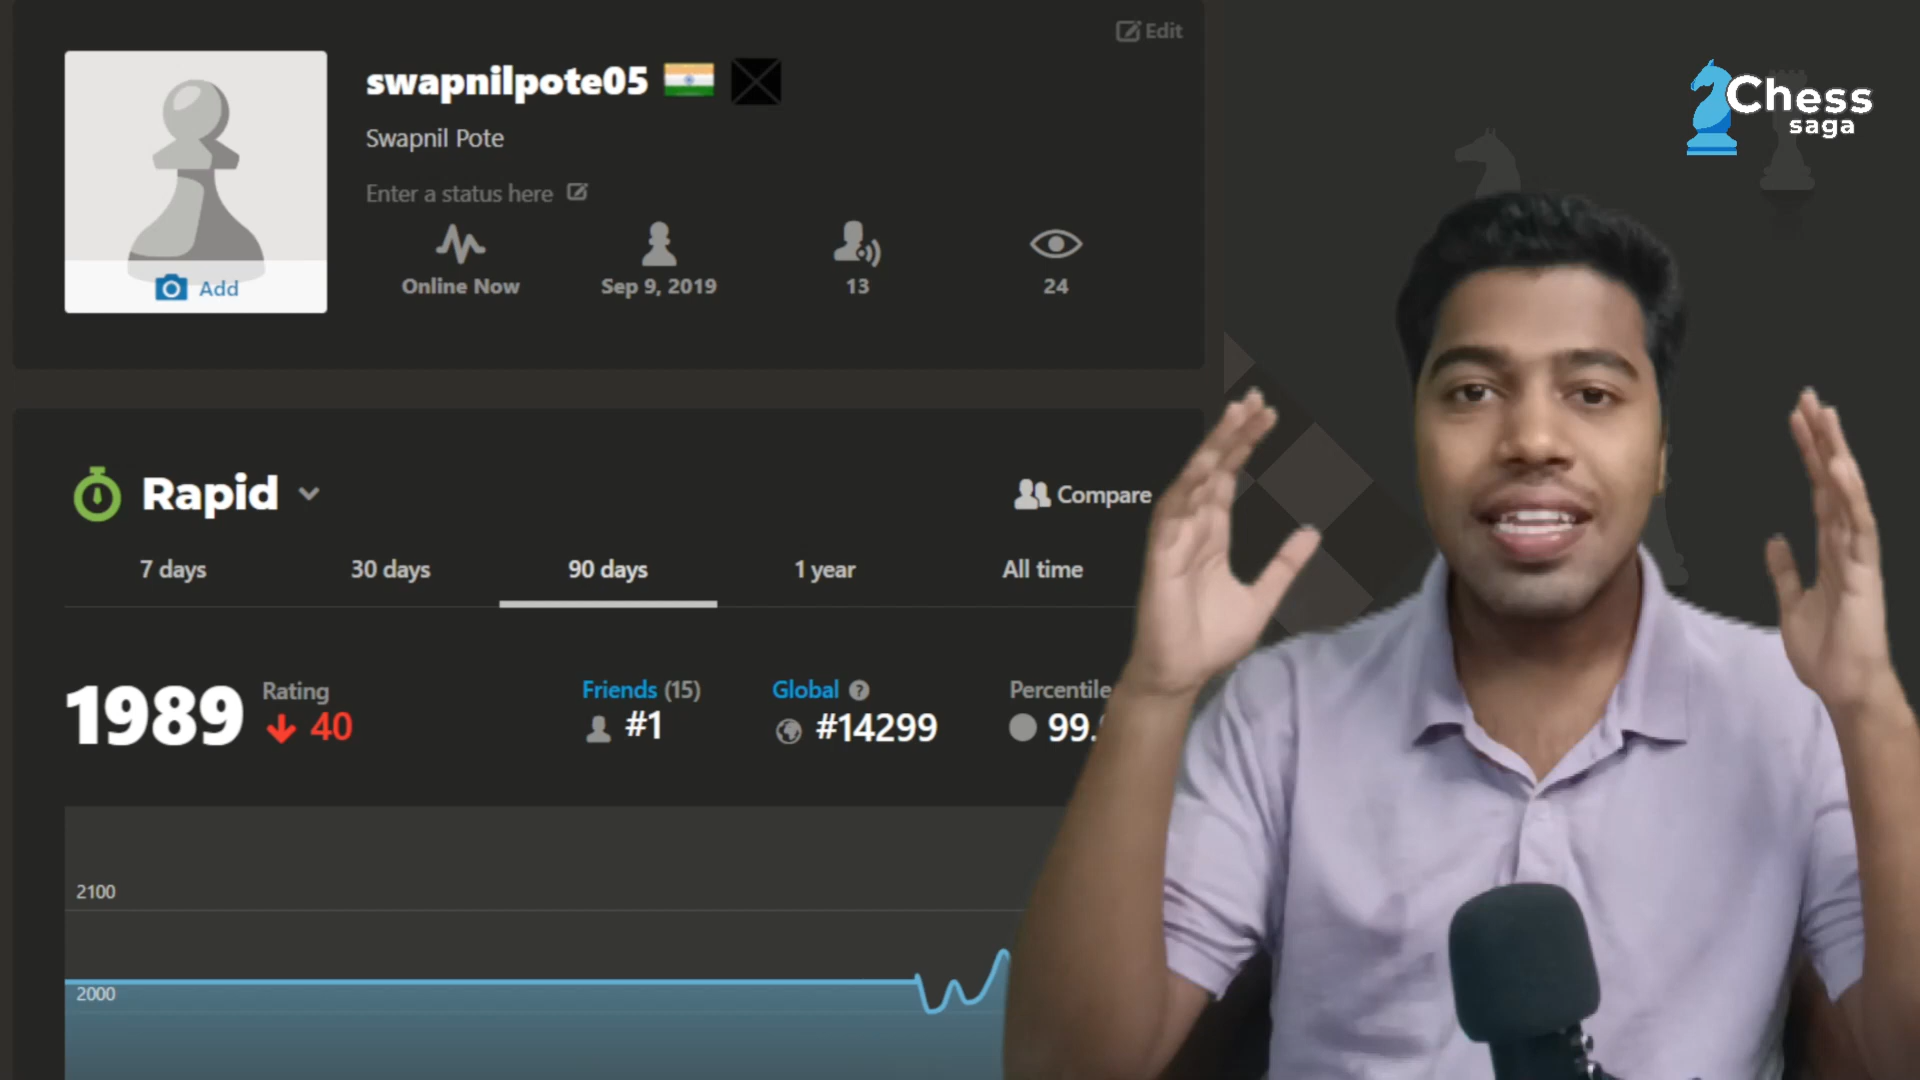 Edit
swapnilpote05
Swapnil Pote
Enter a status here
Online Now
Sep 9, 2019
13
24
Add
Chess
saga
Rapid
Compare
7 days
30 days
90 days
1 year
All time
1989
Rating
40
Friends (15)
#1
Global ?
#14299
Percentile
99.
2100
2000